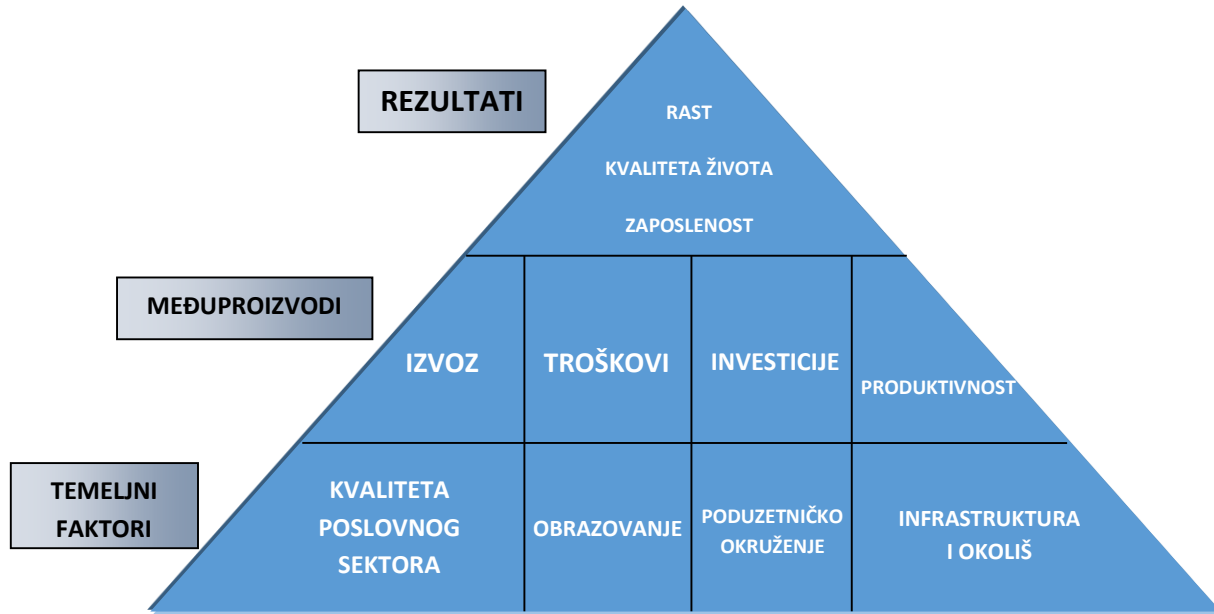 REZULTATI
RAST
KVALITETA ŽIVOTA
ZAPOSLENOST
MEĐUPROIZVODI
IZVOZ
TROŠKOVI
INVESTICIJE
PRODUKTIVNOST
TEMELJNI
FAKTORI
KVALITETA
POSLOVNOG
SEKTORA
OBRAZOVANJE
PODUZETNIČKO
OKRUŽENJE
INFRASTRUKTURA
I OKOLIŠ